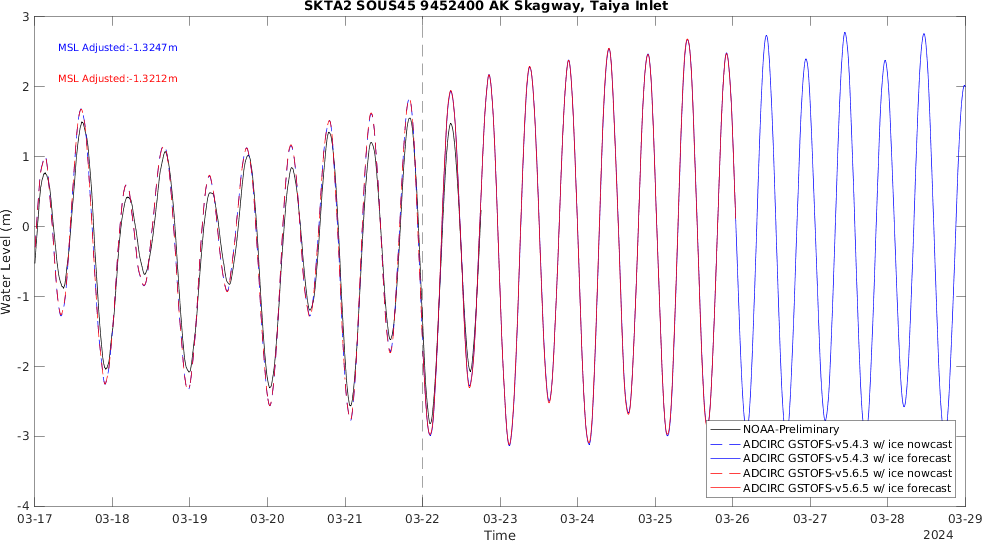 SKTA2 SOUS45 9452400 AK Skagway, Taiya Inlet
MSL Adjusted:-1.3247m
MSL Adjusted:-1.3212m
3
2
1
0
-1
-2
-3
-4
Water Level (m)
NOAA-Preliminary
ADCIRC GSTOFS-v5.4.3 w/ ice nowcast
ADCIRC GSTOFS-v5.4.3 w/ ice forecast
ADCIRC GSTOFS-v5.6.5 w/ ice nowcast
ADCIRC GSTOFS-v5.6.5 w/ ice forecast
03-17 03-18 03-19 03-20 03-21 03-22 03-23 03-24 03-25 03-26 03-27 03-28 03-29
Time
2024